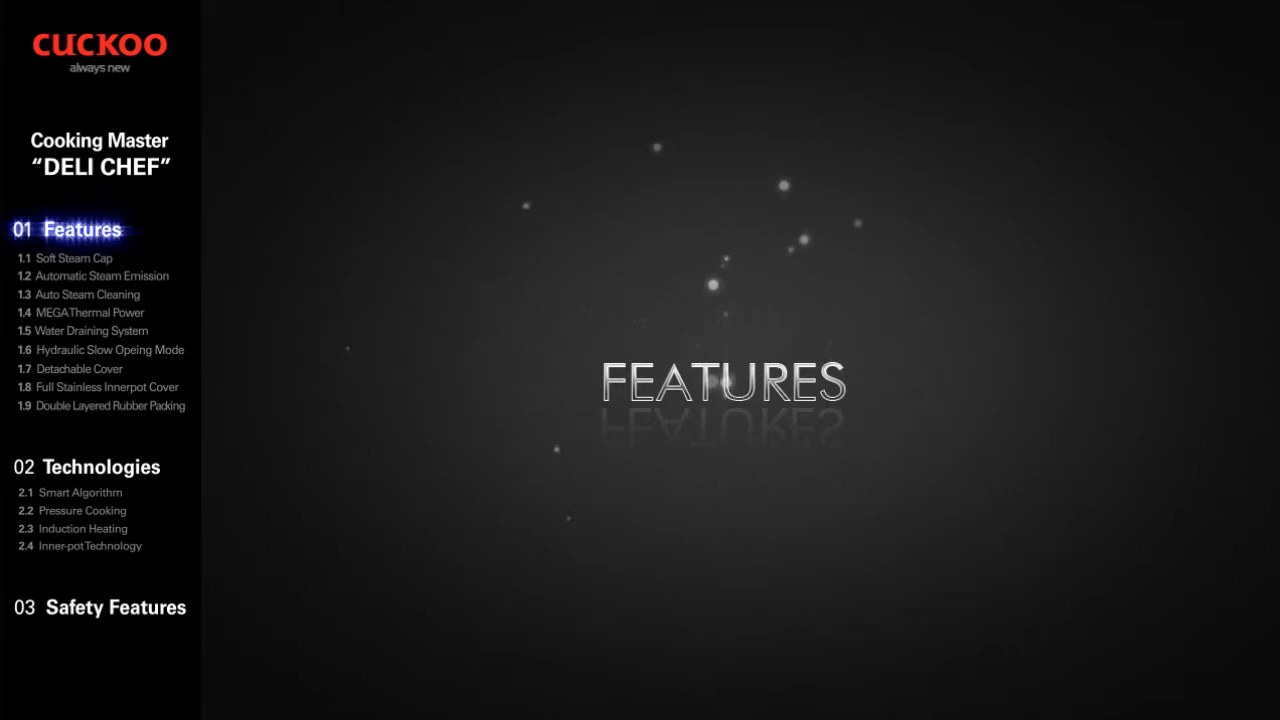 CUCKOO
always new
Cooking Master
“DELI CHEF”
01 Features
1.1 Soft Steam Cap
1.2 Automatic Steam Emission
1.3 Auto Steam Cleaning
1.4 MEGA Thermal Power
1.5 Water Draining System
1.6 Hydraulic Slow Opeing Mode
1.7 Detachable Cover
1.8 Full Stainless Innerpot Cover
1.9 Double Layered Rubber Packing
02 Technologies
2.1 Smart Algorithm
2.2 Pressure Cooking
2.3 Induction Heating
2.4 Inner-pot Technology
03 Safety Features
FEATURES